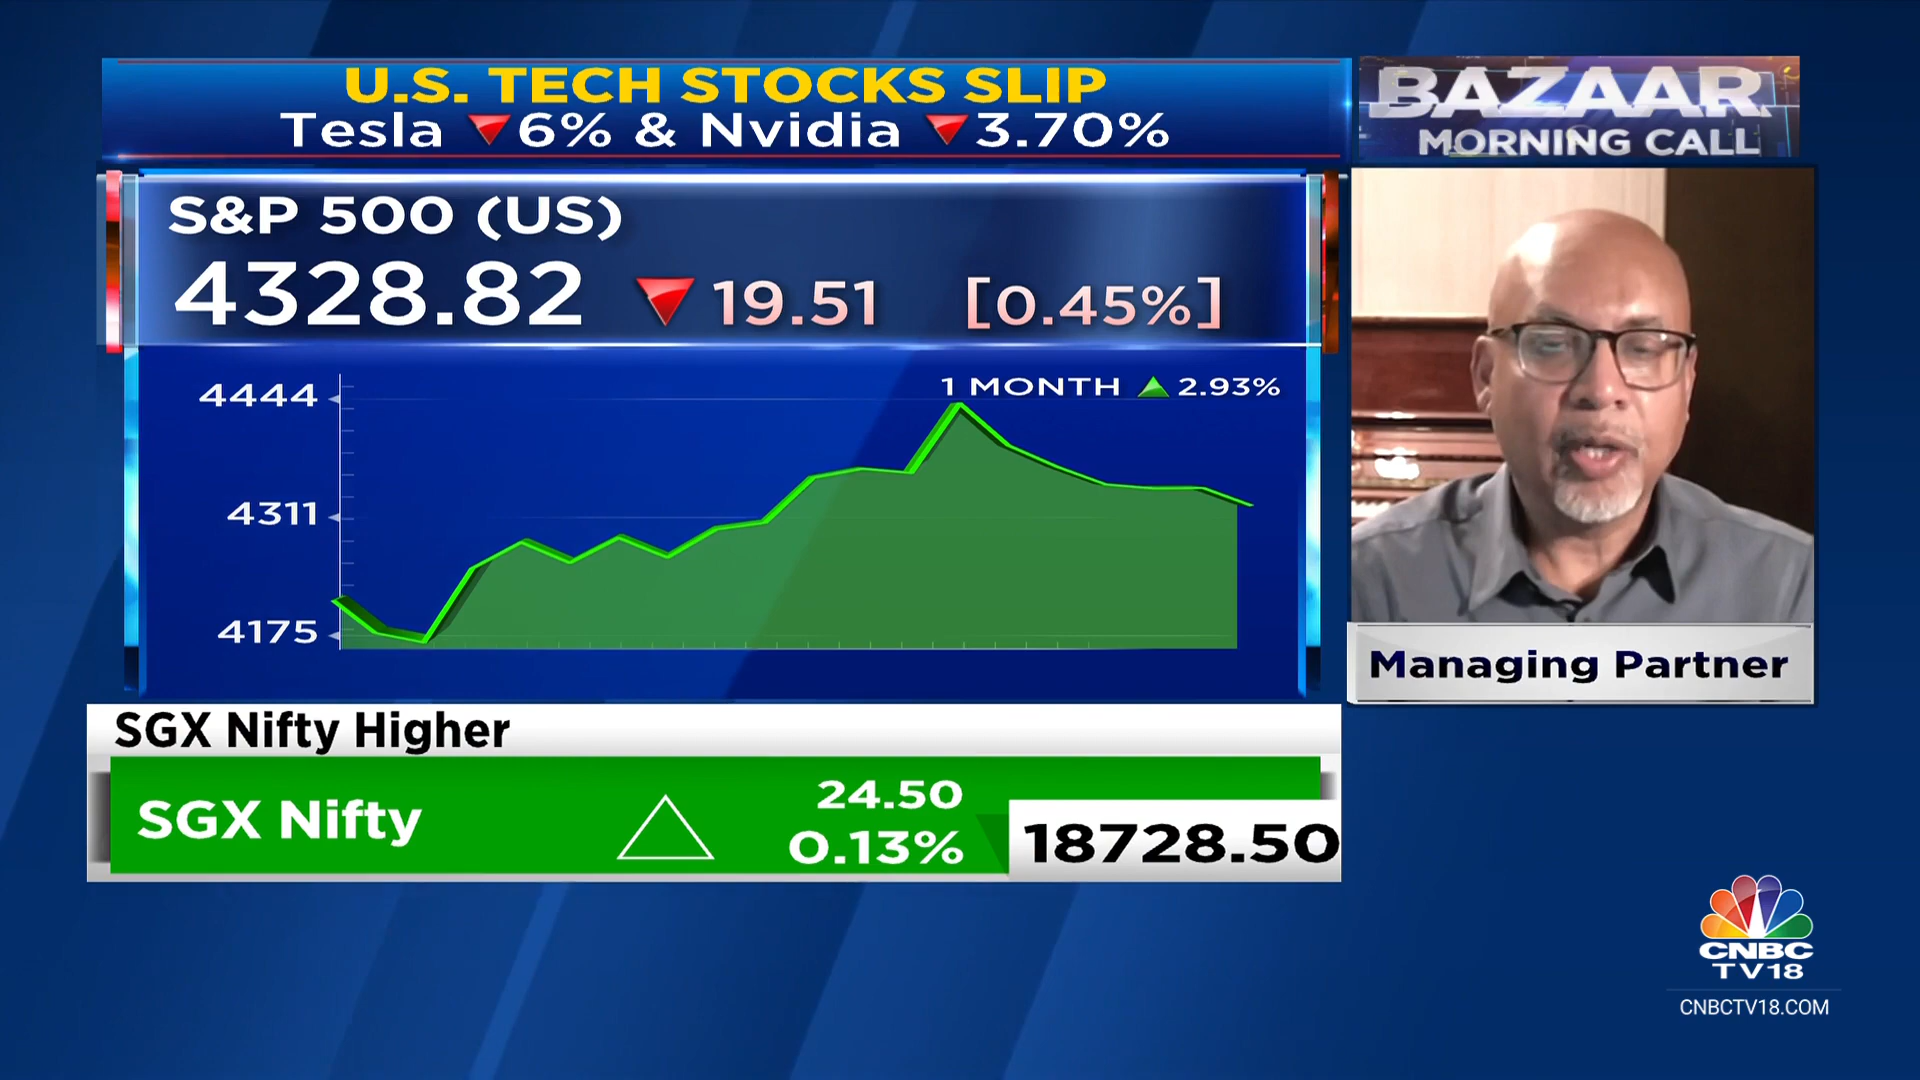 U.S. TECH STOCKS SLIP
Tesla ▼6% & Nvidia ▼3.70%
BAZAAR
MORNING CALL
S&P 500 (US)
4328.82 ▼ 19.51 [0.45%]
1 MONTH ▲ 2.93%
4444
4311
4175
Managing Partner
SGX Nifty Higher
SGX Nifty △ 24.50
0.13%
18728.50
CNBC
TV18
CNBCTV18.COM